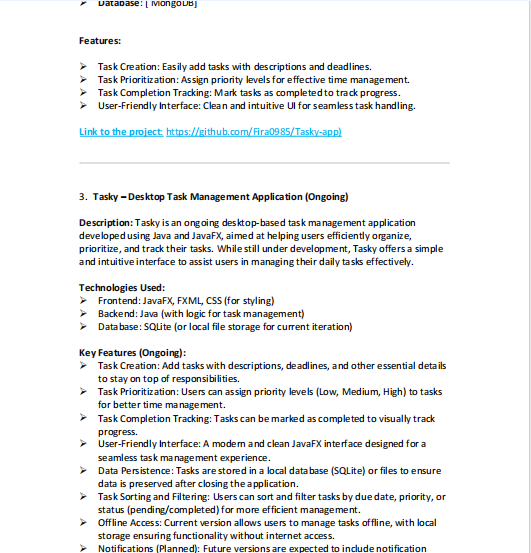 ➤ Database: [ MongoDB]
Features:
➤ Task Creation: Easily add tasks with descriptions and deadlines.
➤ Task Prioritization: Assign priority levels for effective time management.
➤ Task Completion Tracking: Mark tasks as completed to track progress.
➤ User-Friendly Interface: Clean and intuitive UI for seamless task handling.
Link to the project: https://github.com/Fira0985/Tasky-app)
3. Tasky – Desktop Task Management Application (Ongoing)
Description: Tasky is an ongoing desktop-based task management application
developed using Java and JavaFX, aimed at helping users efficiently organize,
prioritize, and track their tasks. While still under development, Tasky offers a simple
and intuitive interface to assist users in managing their daily tasks effectively.
Technologies Used:
➤ Frontend: JavaFX, FXML, CSS (for styling)
➤ Backend: Java (with logic for task management)
➤ Database: SQLite (or local file storage for current iteration)
Key Features (Ongoing):
➤ Task Creation: Add tasks with descriptions, deadlines, and other essential details
to stay on top of responsibilities.
➤ Task Prioritization: Users can assign priority levels (Low, Medium, High) to tasks
for better time management.
➤ Task Completion Tracking: Tasks can be marked as completed to visually track
progress.
➤ User-Friendly Interface: A modern and clean JavaFX interface designed for a
seamless task management experience.
➤ Data Persistence: Tasks are stored in a local database (SQLite) or files to ensure
data is preserved after closing the application.
➤ Task Sorting and Filtering: Users can sort and filter tasks by due date, priority, or
status (pending/completed) for more efficient management.
➤ Offline Access: Current version allows users to manage tasks offline, with local
storage ensuring functionality without internet access.
➤ Notifications (Planned): Future versions are expected to include notification